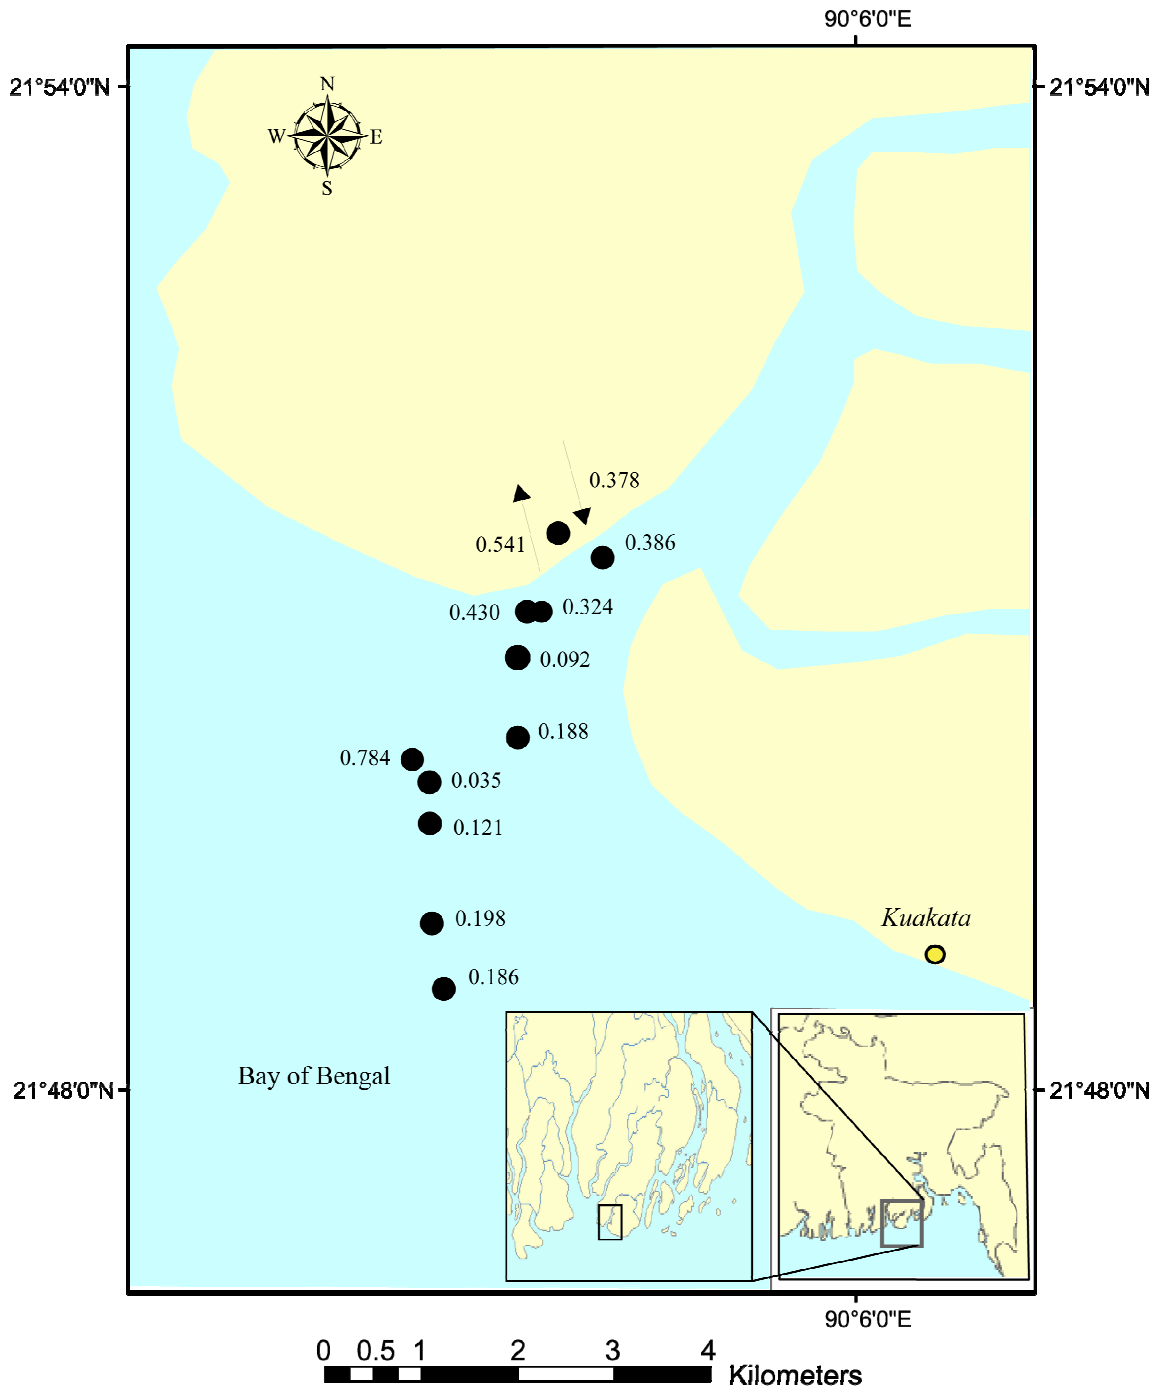 90°6'0"E
21°54'0"N
21°54'0"N
N
W
E
S
0.378
0.541
0.386
0.430
0.324
0.092
0.188
0.784
0.035
0.121
0.198
Kuakata
0.186
Bay of Bengal
21°48'0"N
21°48'0"N
90°6'0"E
0 0.5 1 2 3 4
Kilometers